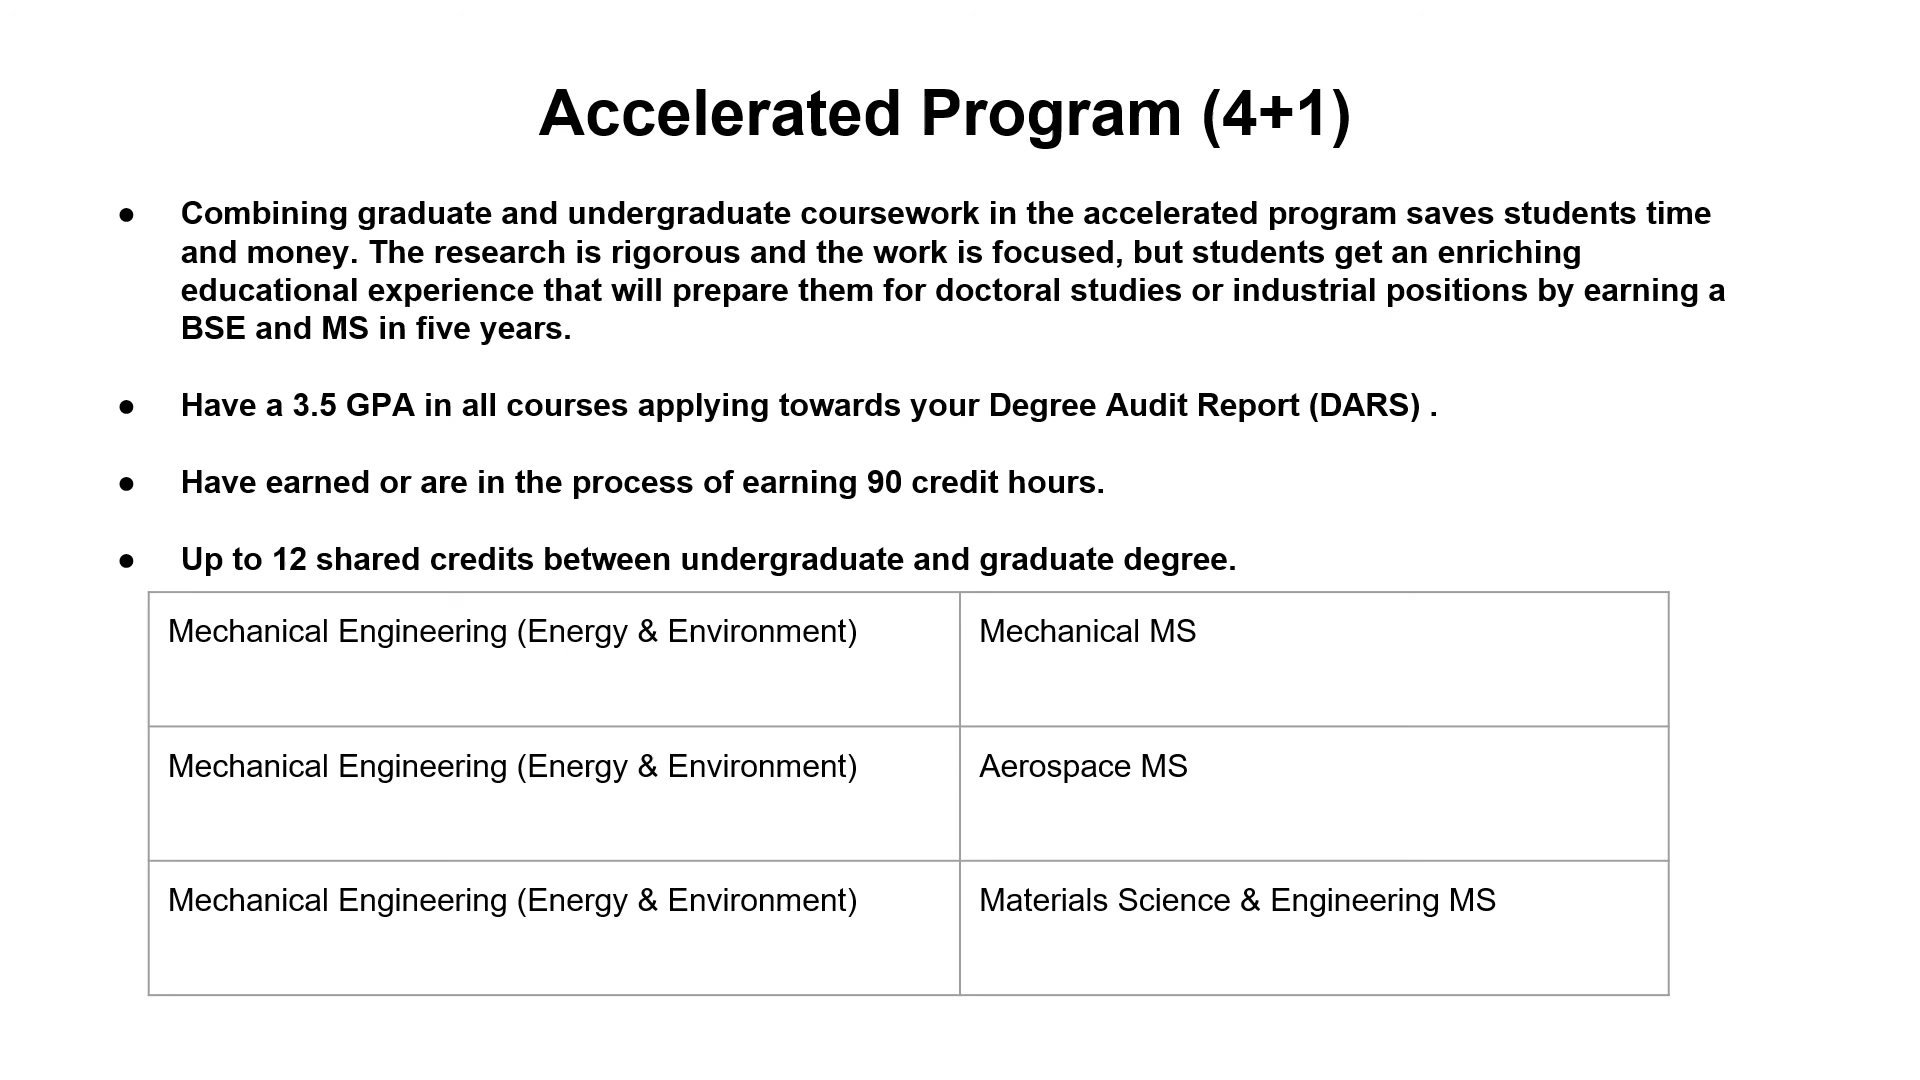 Accelerated Program (4+1)
● Combining graduate and undergraduate coursework in the accelerated program saves students time
and money. The research is rigorous and the work is focused, but students get an enriching
educational experience that will prepare them for doctoral studies or industrial positions by earning a
BSE and MS in five years.
● Have a 3.5 GPA in all courses applying towards your Degree Audit Report (DARS) .
● Have earned or are in the process of earning 90 credit hours.
● Up to 12 shared credits between undergraduate and graduate degree.
Mechanical Engineering (Energy & Environment) Mechanical MS
Mechanical Engineering (Energy & Environment) Aerospace MS
Mechanical Engineering (Energy & Environment) Materials Science & Engineering MS